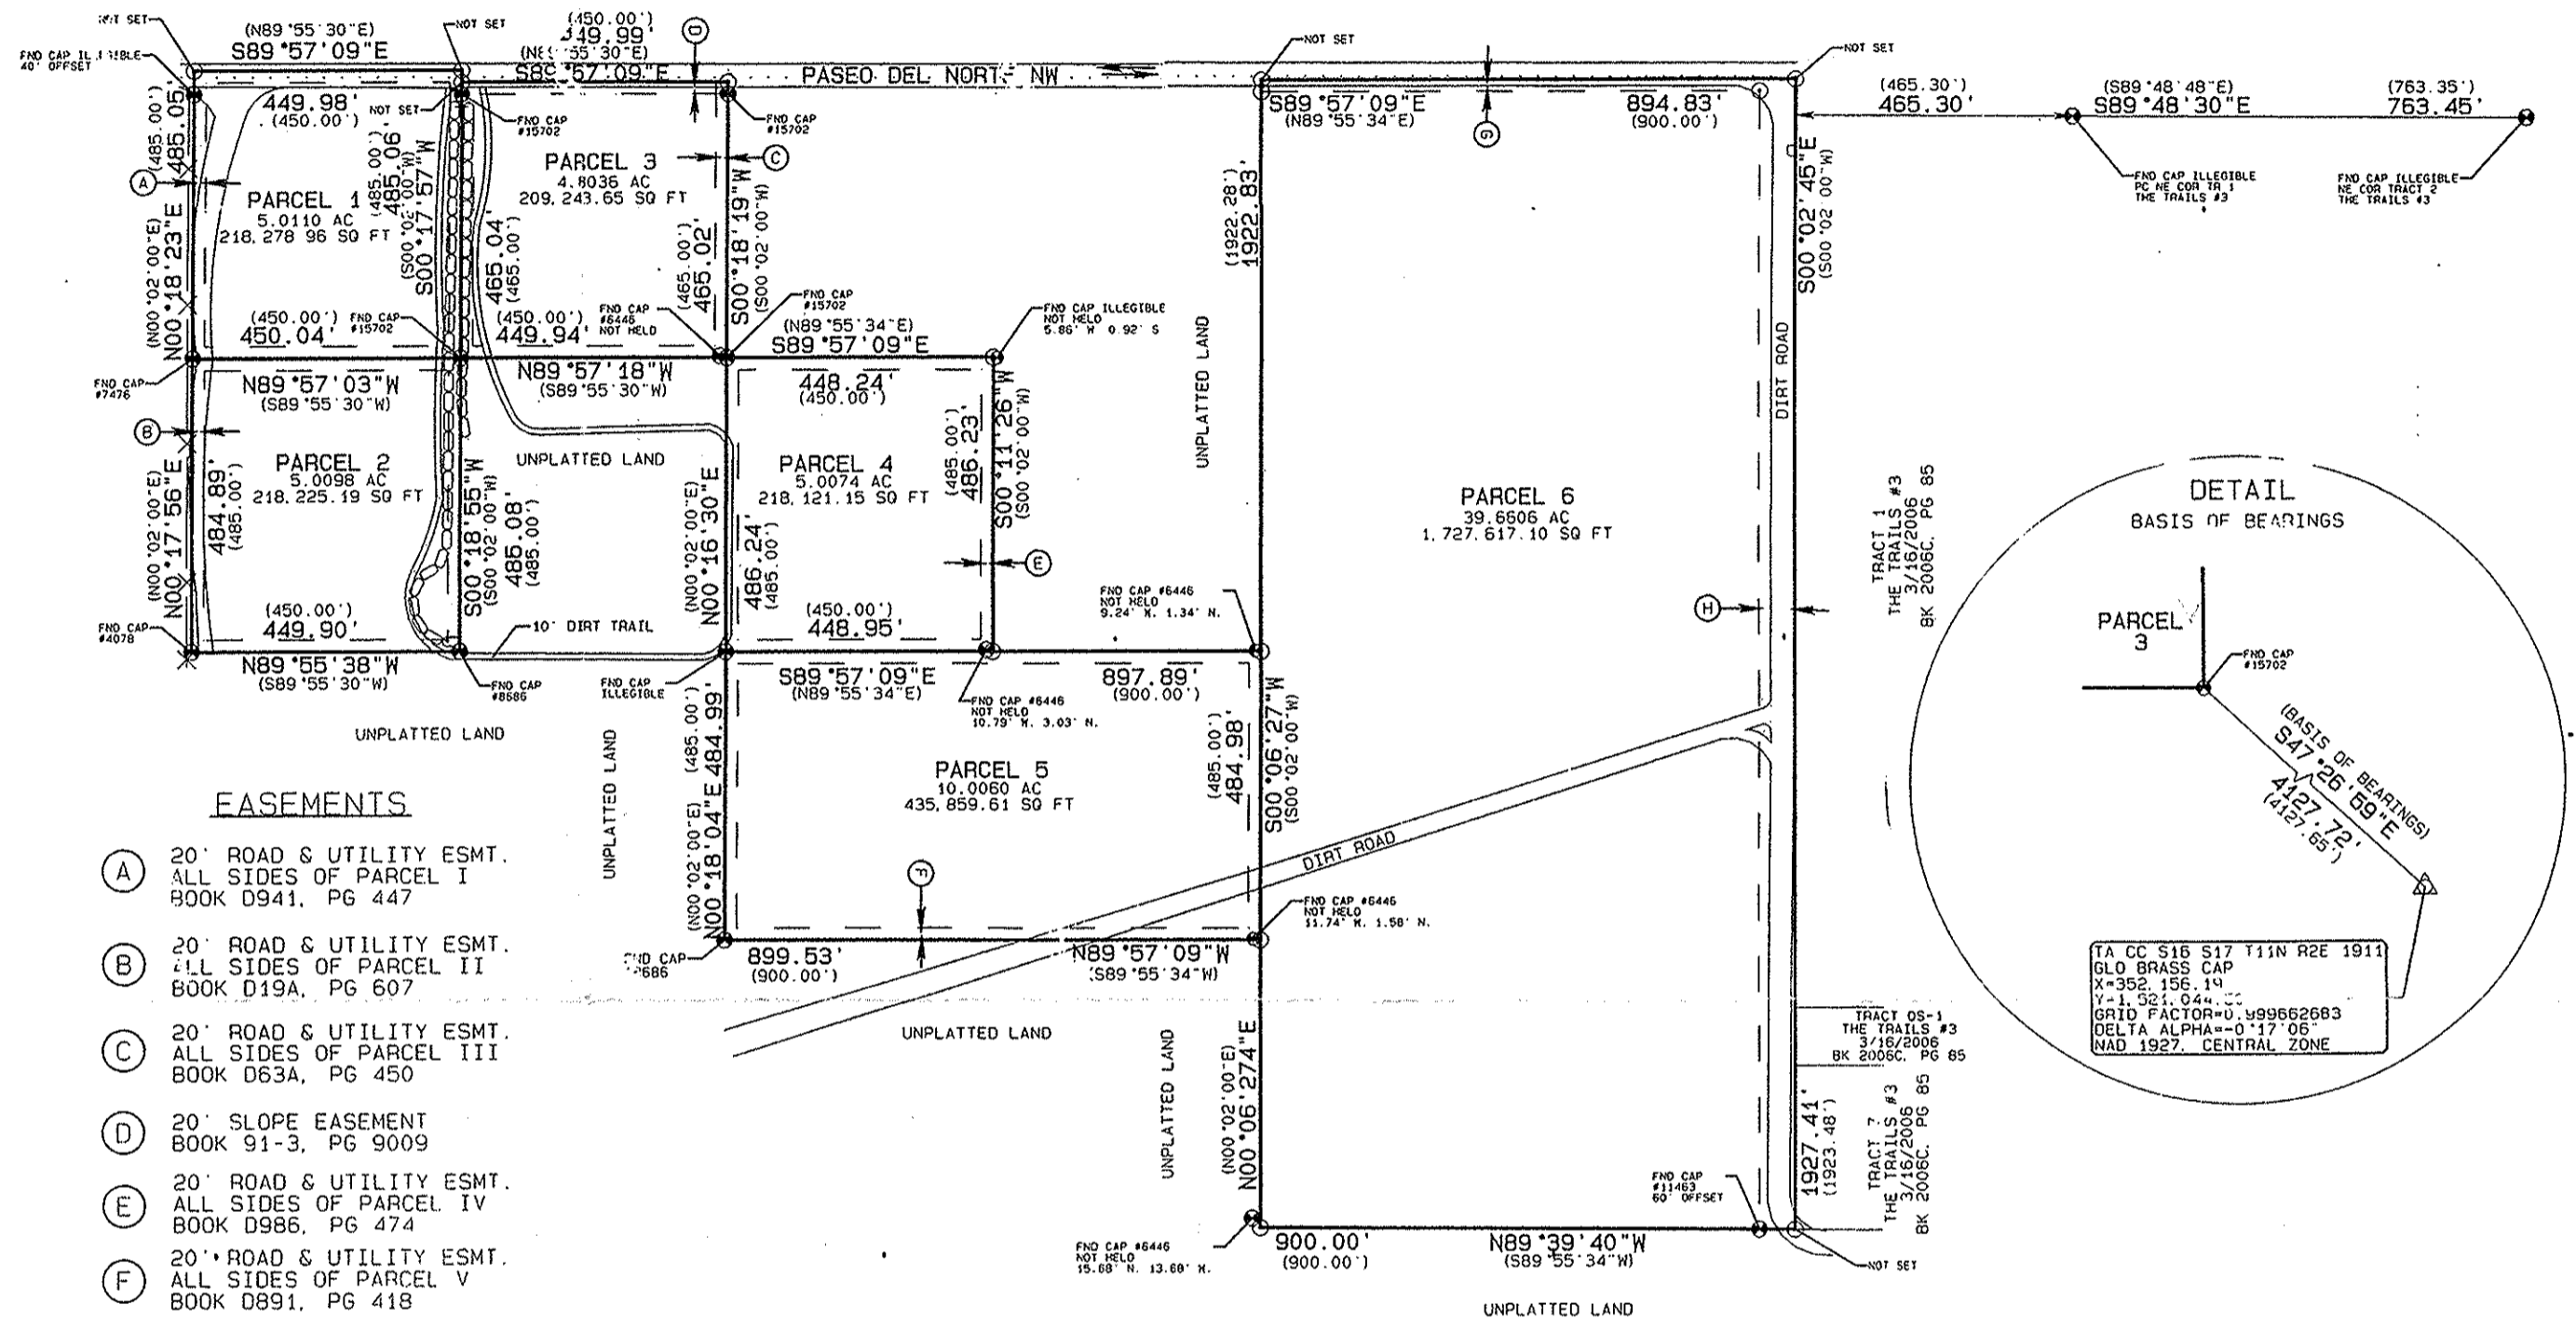 NOT SET
(N89°55'30"E)
S89°57'09"E
FND CAP
40' OFFSET
449.98'
(450.00')
NOT SET
NOT SET
(450.00')
449.99'
55'30"E)
S89°57'09"E
D
PASEO DEL NORTE NW
FND CAP
#15702
FND CAP
#15702
(485.00')
485.05'
A
(N00°02'00"E)
N00°18'23"E
PARCEL 1
5.0110 AC
218,278 96 SQ FT
485.06'
(485.00')
S00°17'57"W
(S00°02'00"W)
PARCEL 3
4.8036 AC
209,243.65 SQ FT
C
465.04'
(465.00')
465.02'
(465.00')
S00°18'19"W
(S00°02'00"W)
(450.00')
450.04'
FND CAP
#15702
(450.00')
449.94'
FND CAP
#6446
NOT HELD
FND CAP
#15702
(N89°55'34"E)
S89°57'09"E
FND CAP ILLEGIBLE
NOT HELD
5.86' W 0.92' S
FND CAP
#7476
N89°57'03"W
(S89°55'30"W)
N89°57'18"W
(S89°55'30"W)
448.24'
(450.00')
B
(N00°02'00"E)
N00°17'56"E
484.89'
(485.00')
PARCEL 2
5.0098 AC
218,225.19 SQ FT
S00°18'55"W
(S00°02'00"W)
485.08'
(485.00')
UNPLATTED LAND
(N00°02'00"E)
N00°16'30"E
486.24'
(485.00')
PARCEL 4
5.0074 AC
218,121.15 SQ FT
(485.00')
486.23'
S00°11'26"W
(S00°02'00"W)
E
(450.00')
449.90'
FND CAP
#4078
N89°55'38"W
(S89°55'30"W)
10' DIRT TRAIL
FND CAP
#8686
FND CAP
ILLEGIBLE
(450.00')
448.95'
S89°57'09"E
(N89°55'34"E)
FND CAP #6446
NOT HELD
10.79' W. 3.03' N.
897.89'
(900.00')
FND CAP #6446
NOT HELD
9.24' W. 1.34' N.
UNPLATTED LAND
UNPLATTED LAND
(485.00')
484.99'
(N00°02'00"E)
N00°18'04"E
PARCEL 5
10.0060 AC
435,859.61 SQ FT
(485.00')
484.98'
S00°06'27"W
(S00°02'00"W)
F
FND CAP
899.53'
(900.00')
N89°57'09"W
(S89°55'34"W)
FND CAP #6446
NOT HELD
11.74' W. 1.58' N.
DIRT ROAD
UNPLATTED LAND
NOT SET
NOT SET
S89°57'09"E
(N89°55'34"E)
G
894.83'
(900.00')
(1922.28')
1922.83'
UNPLATTED LAND
PARCEL 6
39.6606 AC
1,727,617.10 SQ FT
DIRT ROAD
S00°02'45"E
(S00°02'00"W)
H
UNPLATTED LAND
(N00°02'00"E)
N00°06'274"E
FND CAP #6446
NOT HELD
15.68' N. 13.60' W.
900.00'
(900.00')
N89°39'40"W
(S89°55'34"W)
FND CAP
#11463
60' OFFSET
1927.41'
(1923.48')
NOT SET
UNPLATTED LAND
(465.30')
465.30'
(S89°48'48"E)
S89°48'30"E
(763.35')
763.45'
FND CAP ILLEGIBLE
PC NE COR TR 1
THE TRAILS #3
FND CAP ILLEGIBLE
NE COR TRACT 2
THE TRAILS #3
TRACT 1
THE TRAILS #3
3/16/2006
BK 2006C, PG 85
TRACT OS-1
THE TRAILS #3
3/16/2006
BK 2006C, PG 85
TRACT 7
THE TRAILS #3
3/16/2006
BK 2006C, PG 85
DETAIL
BASIS OF BEARINGS
PARCEL
3
FND CAP
#15702
(BASIS OF BEARINGS)
S47°26'59"E
4127.72'
(4127.65')
TA CC S16 S17 T11N R2E 1911
GLO BRASS CAP
X=352,156.19
GRID FACTOR=0.999662683
DELTA ALPHA=-0°17'06"
NAD 1927, CENTRAL ZONE
EASEMENTS
A
20' ROAD & UTILITY ESMT.
ALL SIDES OF PARCEL I
BOOK D941, PG 447
B
20' ROAD & UTILITY ESMT.
ALL SIDES OF PARCEL II
BOOK D19A, PG 607
C
20' ROAD & UTILITY ESMT.
ALL SIDES OF PARCEL III
BOOK D63A, PG 450
D
20' SLOPE EASEMENT
BOOK 91-3, PG 9009
E
20' ROAD & UTILITY ESMT.
ALL SIDES OF PARCEL IV
BOOK D986, PG 474
F
20' ROAD & UTILITY ESMT.
ALL SIDES OF PARCEL V
BOOK D891, PG 418